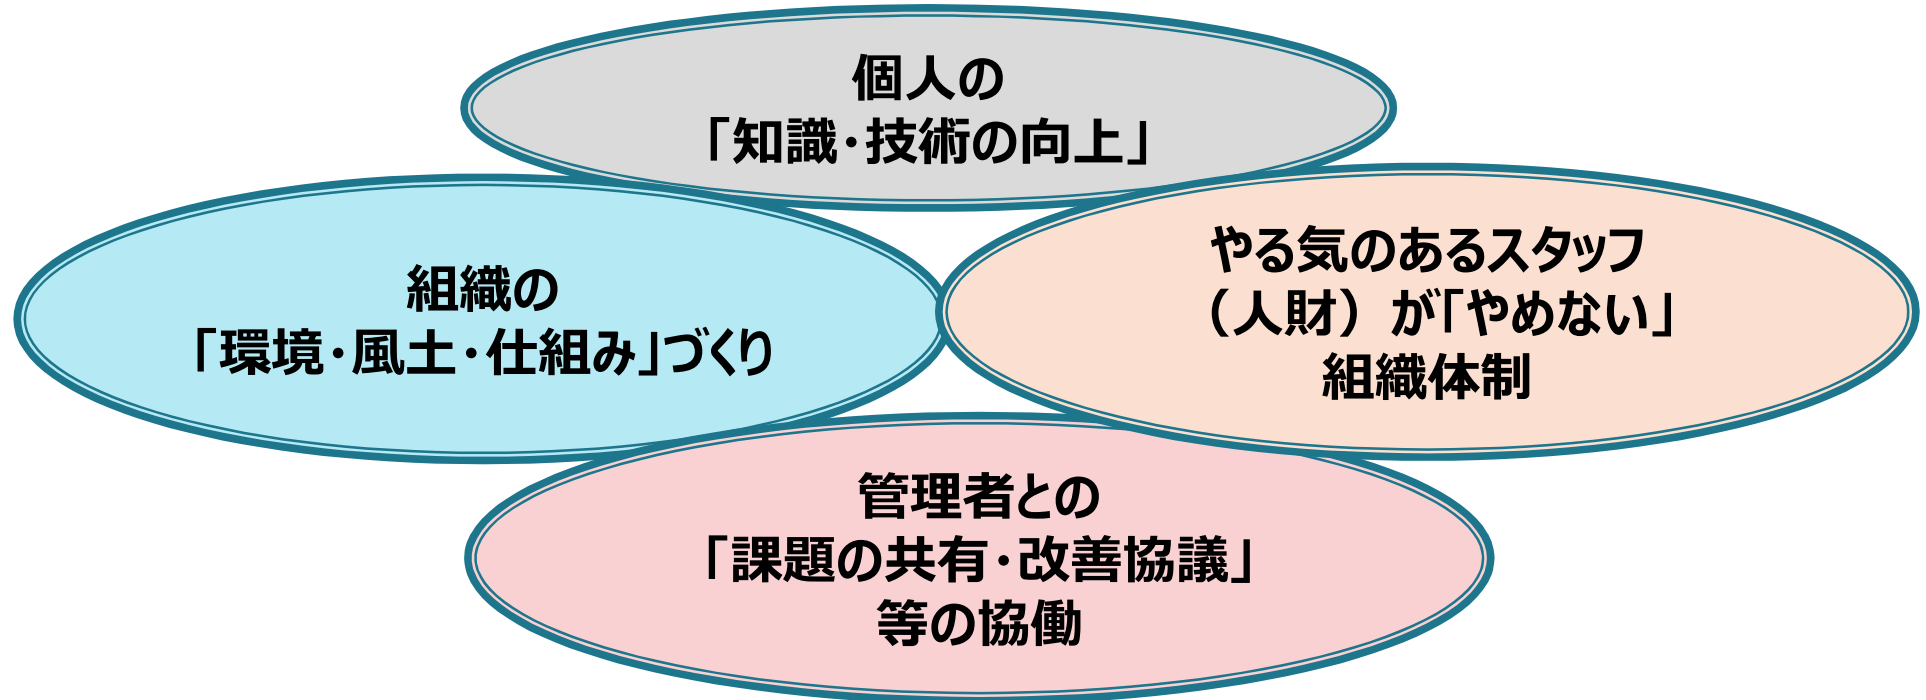 個人の
「知識・技術の向上」
組織の
「環境・風土・仕組み」づくり
やる気のあるスタッフ
（人財）が「やめない」
組織体制
管理者との
「課題の共有・改善協議」
等の協働